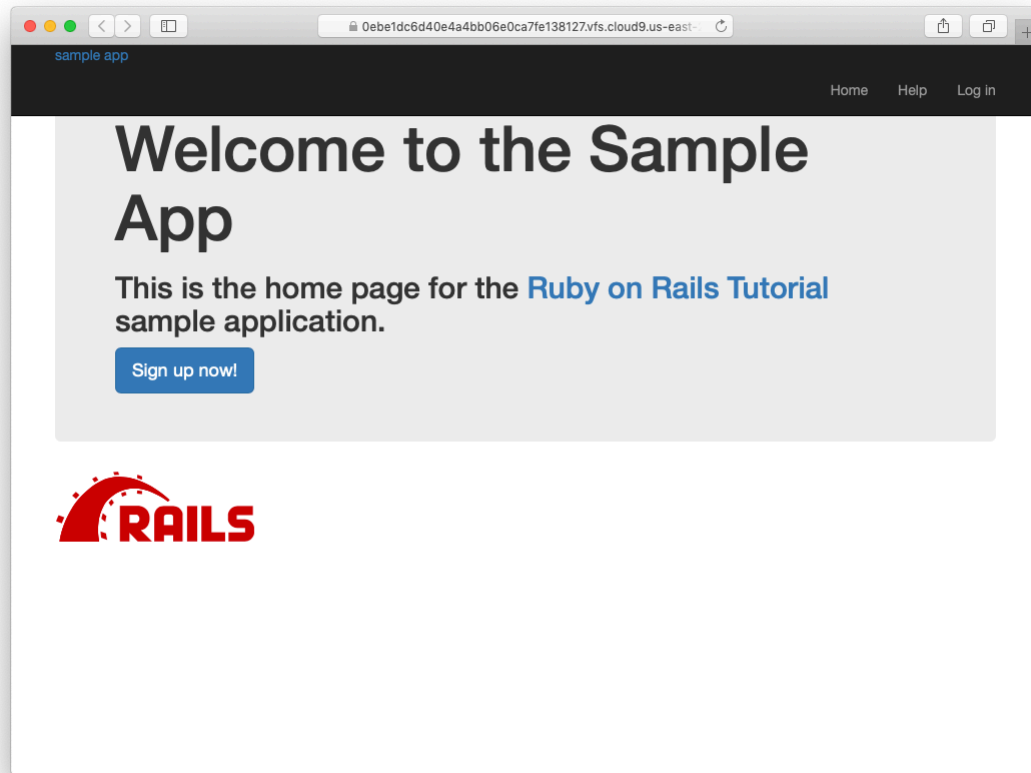 0ebe1dc6d40e4a4bb06e0ca7fe138127.vfs.cloud9.us-east-
sample app
Home Help Log in
Welcome to the Sample
App
This is the home page for the Ruby on Rails Tutorial
sample application.
Sign up now!
RAILS